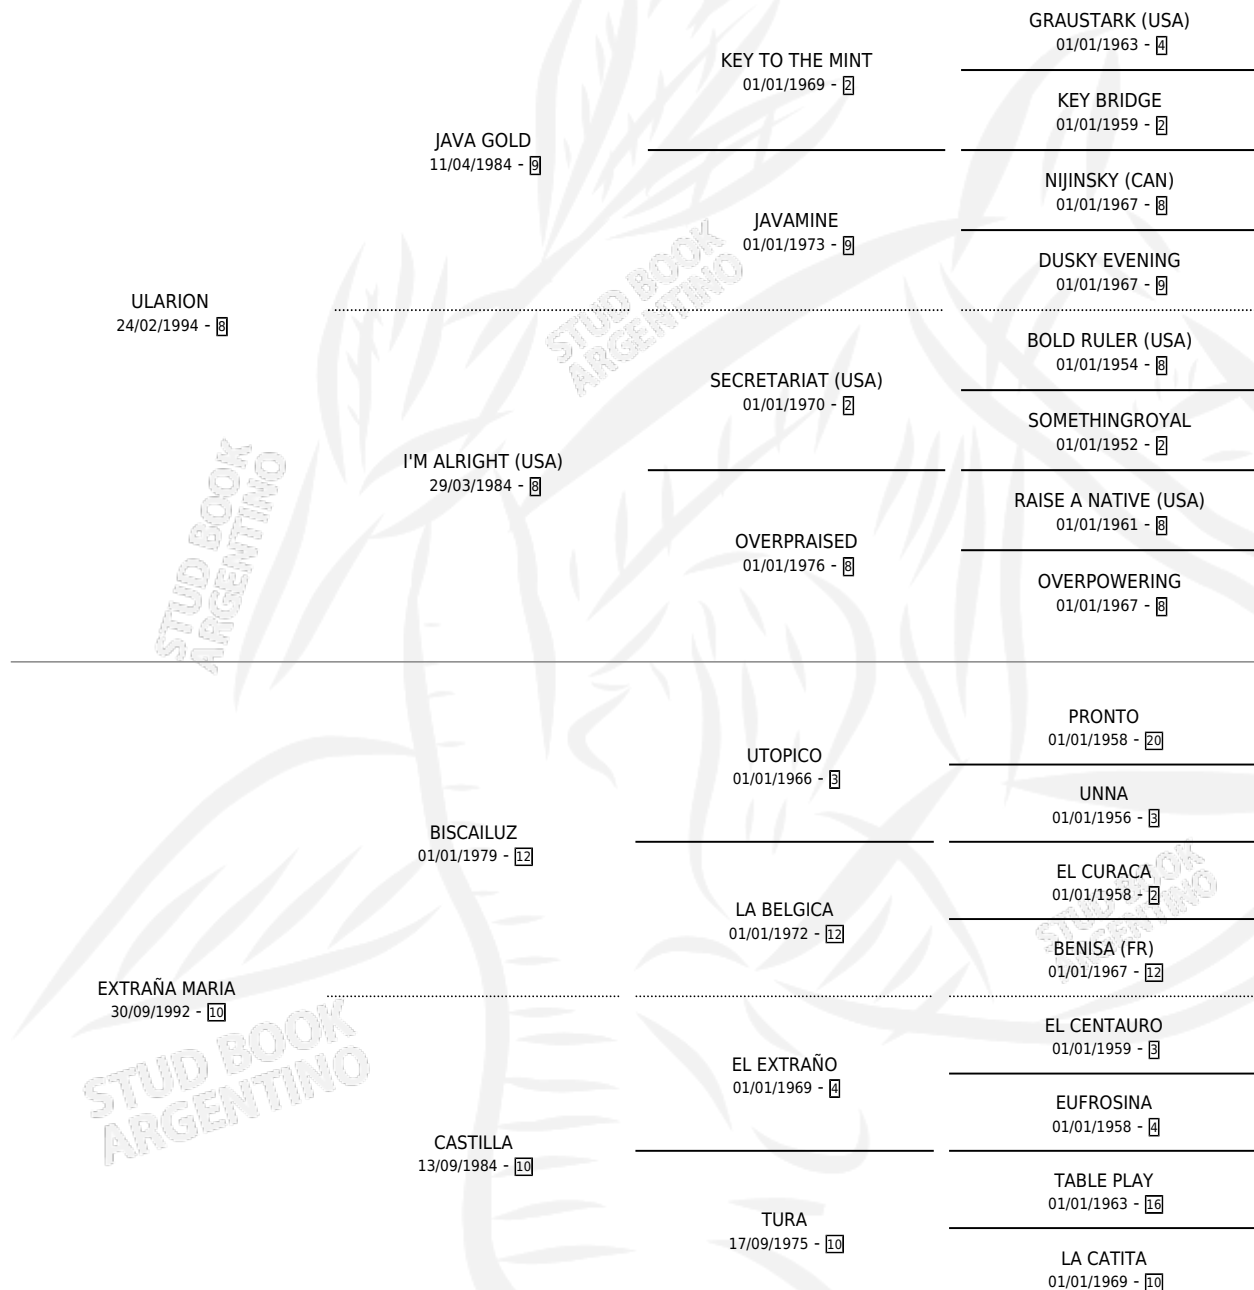 GRAUSTARK (USA)
01/01/1963 - 4
KEY TO THE MINT
01/01/1969 - 2
KEY BRIDGE
01/01/1959 - 2
JAVA GOLD
11/04/1984 - 9
NIJINSKY (CAN)
01/01/1967 - 8
JAVAMINE
01/01/1973 - 9
DUSKY EVENING
01/01/1967 - 9
ULARION
24/02/1994 - 8
STUD BOOK
ARGENTINO
BOLD RULER (USA)
01/01/1954 - 8
SECRETARIAT (USA)
01/01/1970 - 2
SOMETHINGROYAL
01/01/1952 - 2
I'M ALRIGHT (USA)
29/03/1984 - 8
RAISE A NATIVE (USA)
01/01/1961 - 8
OVERPRAISED
01/01/1976 - 8
OVERPOWERING
01/01/1967 - 8
STUD BOOK
ARGENTINO
PRONTO
01/01/1958 - 20
UTOPICO
01/01/1966 - 3
UNNA
01/01/1956 - 3
BISCAILUZ
01/01/1979 - 12
EL CURACA
01/01/1958 - 2
LA BELGICA
01/01/1972 - 12
BENISA (FR)
01/01/1967 - 12
STUD BOOK
ARGENTINO
EXTRAÑA MARIA
30/09/1992 - 10
EL CENTAURO
01/01/1959 - 3
EL EXTRAÑO
01/01/1969 - 4
EUFROSINA
01/01/1958 - 4
STUD BOOK
ARGENTINO
CASTILLA
13/09/1984 - 10
TABLE PLAY
01/01/1963 - 16
TURA
17/09/1975 - 10
LA CATITA
01/01/1969 - 10